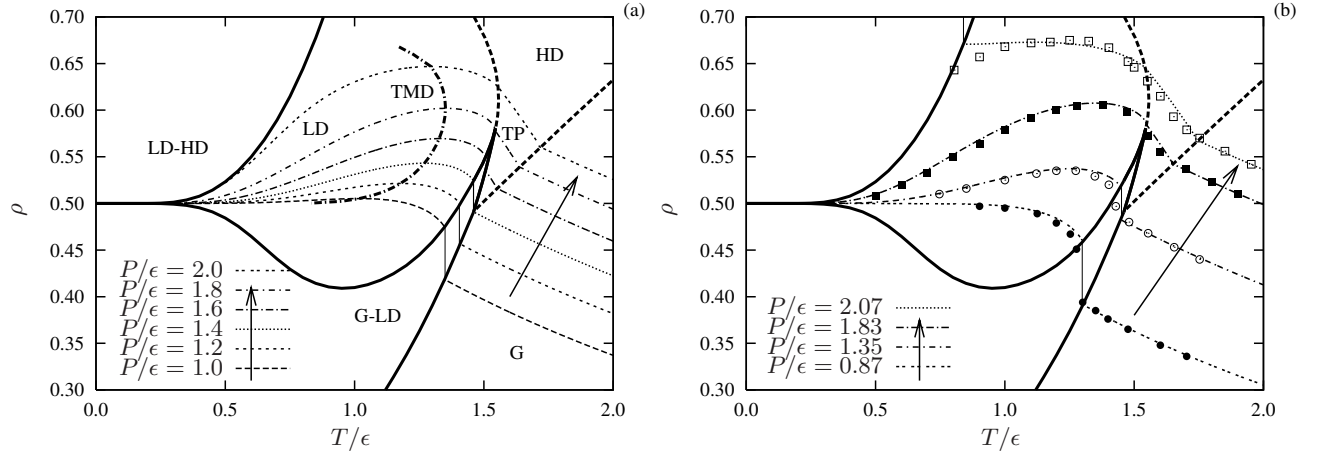 (a)
0.70
0.65
0.60
0.55
0.50
0.45
0.40
0.35
0.30
ρ
HD
TMD
LD
TP
LD-HD
G-LD
G
P/ϵ = 2.0
P/ϵ = 1.8
P/ϵ = 1.6
P/ϵ = 1.4
P/ϵ = 1.2
P/ϵ = 1.0
0.0 0.5 1.0 1.5 2.0
T/ϵ
(b)
0.70
0.65
0.60
0.55
0.50
0.45
0.40
0.35
0.30
ρ
P/ϵ = 2.07
P/ϵ = 1.83
P/ϵ = 1.35
P/ϵ = 0.87
0.0 0.5 1.0 1.5 2.0
T/ϵ